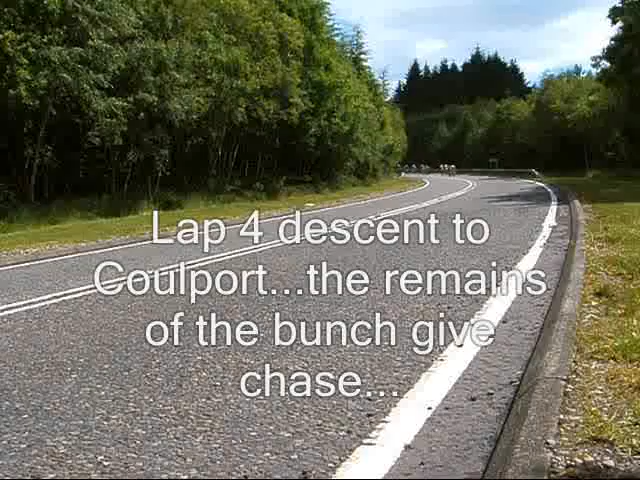 Lap 4 descent to
Coulport...the remains
of the bunch give
chase...